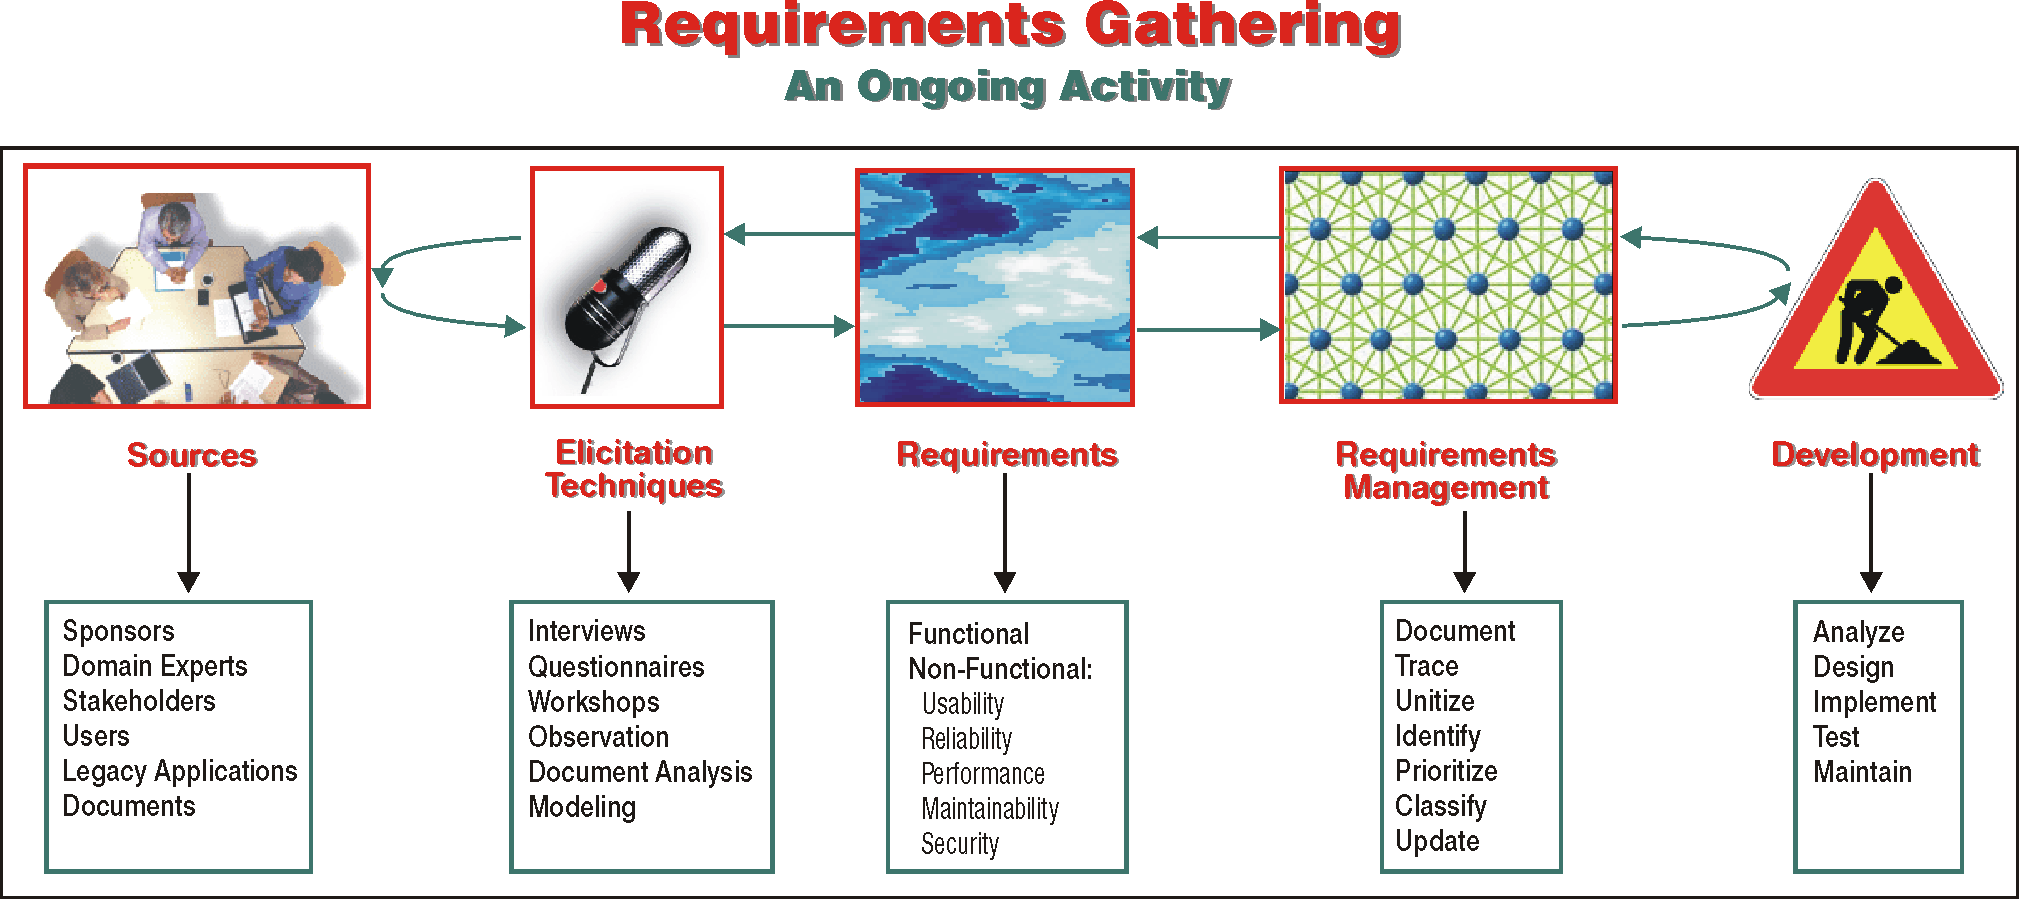 Requirements Gathering
An Ongoing Activity
Sources
Elicitation
Techniques
Requirements
Requirements
Management
Development
Sponsors
Domain Experts
Stakeholders
Users
Legacy Applications
Documents
Interviews
Questionnaires
Workshops
Observation
Document Analysis
Modeling
Functional
Non-Functional:
Usability
Reliability
Performance
Maintainability
Security
Document
Trace
Unitize
Identify
Prioritize
Classify
Update
Analyze
Design
Implement
Test
Maintain